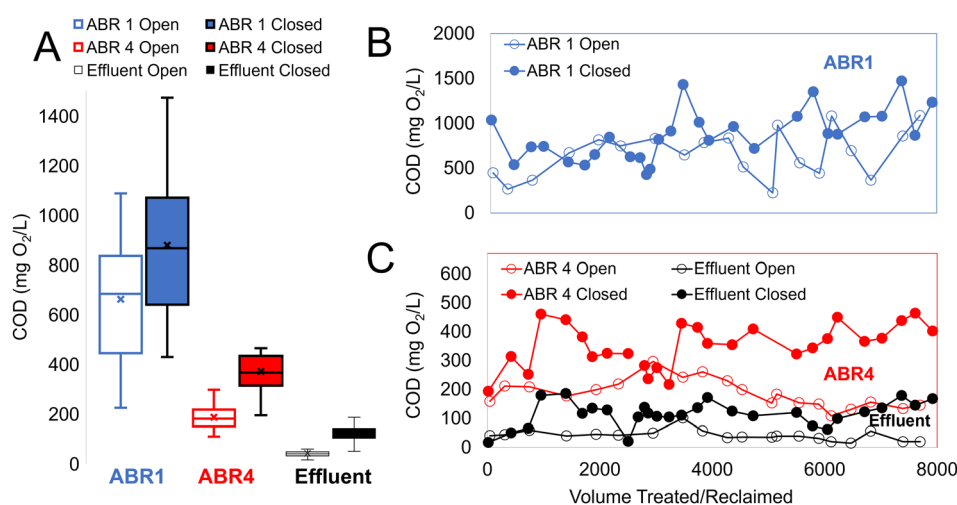 A
ABR 1 Open
ABR 1 Closed
ABR 4 Open
ABR 4 Closed
Effluent Open
Effluent Closed
COD (mg O₂/L)
1400
1200
1000
800
600
400
200
0
ABR1
ABR4
Effluent
B
ABR 1 Open
ABR 1 Closed
ABR1
COD (mg O₂/L)
2000
1500
1000
500
0
C
ABR 4 Open
Effluent Open
ABR 4 Closed
Effluent Closed
ABR4
Effluent
COD (mg O₂/L)
600
500
400
300
200
100
0
0
2000
4000
6000
8000
Volume Treated/Reclaimed